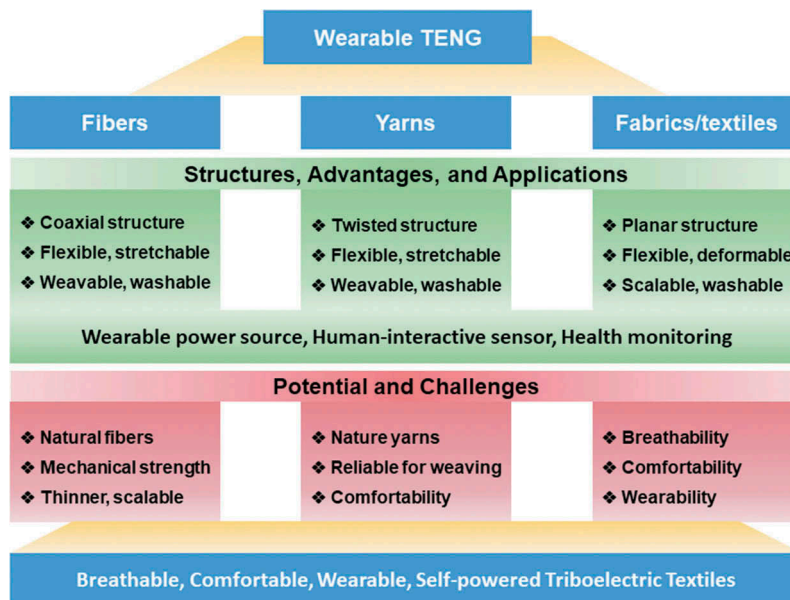 Wearable TENG
Fibers
Yarns
Fabrics/textiles
Structures, Advantages, and Applications
❖ Coaxial structure
❖ Flexible, stretchable
❖ Weavable, washable
❖ Twisted structure
❖ Flexible, stretchable
❖ Weavable, washable
❖ Planar structure
❖ Flexible, deformable
❖ Scalable, washable
Wearable power source, Human-interactive sensor, Health monitoring
Potential and Challenges
❖ Natural fibers
❖ Mechanical strength
❖ Thinner, scalable
❖ Nature yarns
❖ Reliable for weaving
❖ Comfortability
❖ Breathability
❖ Comfortability
❖ Wearability
Breathable, Comfortable, Wearable, Self-powered Triboelectric Textiles